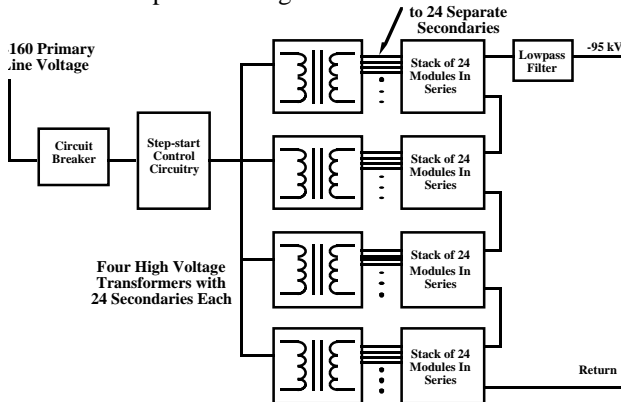 to 24 Separate
Secondaries
160 Primary
ine Voltage
Circuit
Breaker
Step-start
Control
Circuitry
Stack of 24
Modules In
Series
Lowpass
Filter
-95 kV
Stack of 24
Modules In
Series
Four High Voltage
Transformers with
24 Secondaries Each
Stack of 24
Modules In
Series
Stack of 24
Modules In
Series
Return